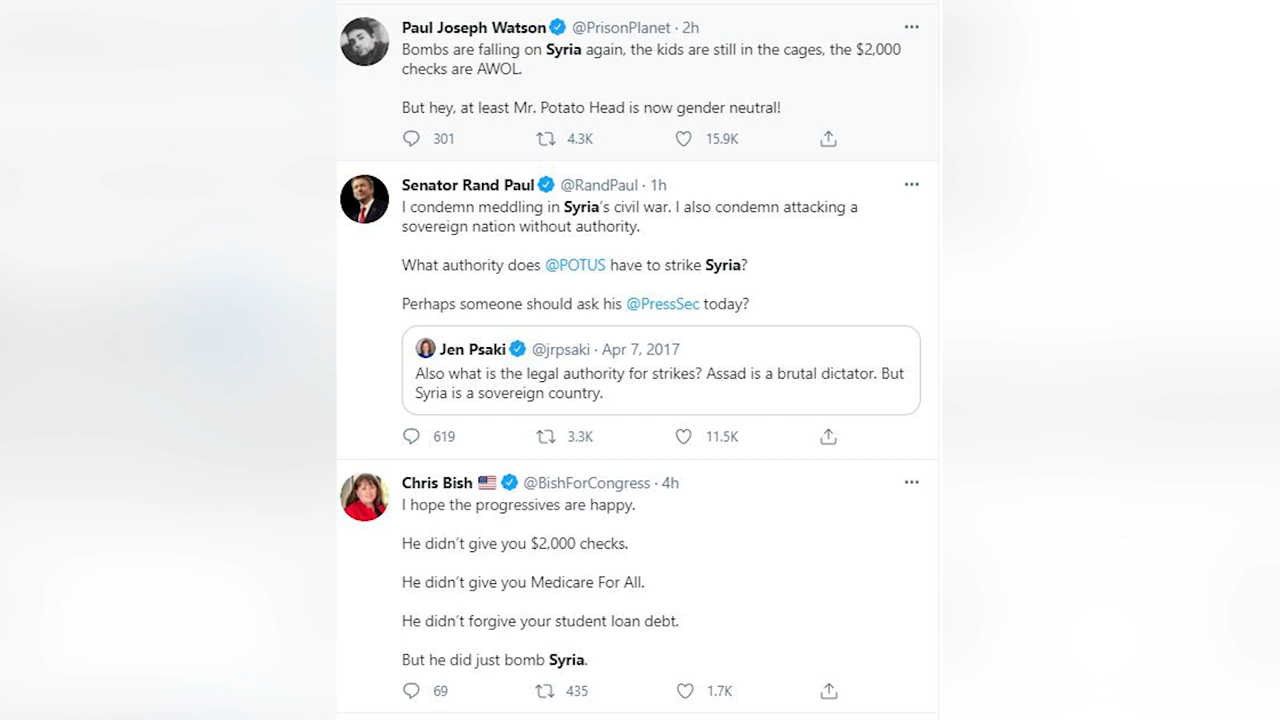 Paul Joseph Watson @PrisonPlanet · 2h
Bombs are falling on Syria again, the kids are still in the cages, the $2,000
checks are AWOL.
But hey, at least Mr. Potato Head is now gender neutral!
301 4.3K 15.9K
Senator Rand Paul @RandPaul · 1h
I condemn meddling in Syria's civil war. I also condemn attacking a
sovereign nation without authority.
What authority does @POTUS have to strike Syria?
Perhaps someone should ask his @PressSec today?
Jen Psaki @jrpsaki · Apr 7, 2017
Also what is the legal authority for strikes? Assad is a brutal dictator. But
Syria is a sovereign country.
619 3.3K 11.5K
Chris Bish @BishForCongress · 4h
I hope the progressives are happy.
He didn't give you $2,000 checks.
He didn't give you Medicare For All.
He didn't forgive your student loan debt.
But he did just bomb Syria.
69 435 1.7K